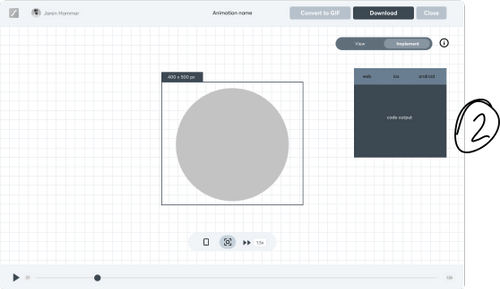 Jaren Hammer
Animation name
Convert to GIF
Download
Close
View
Implement
400 x 500 px
web
ios
android
code output
2
1.5x